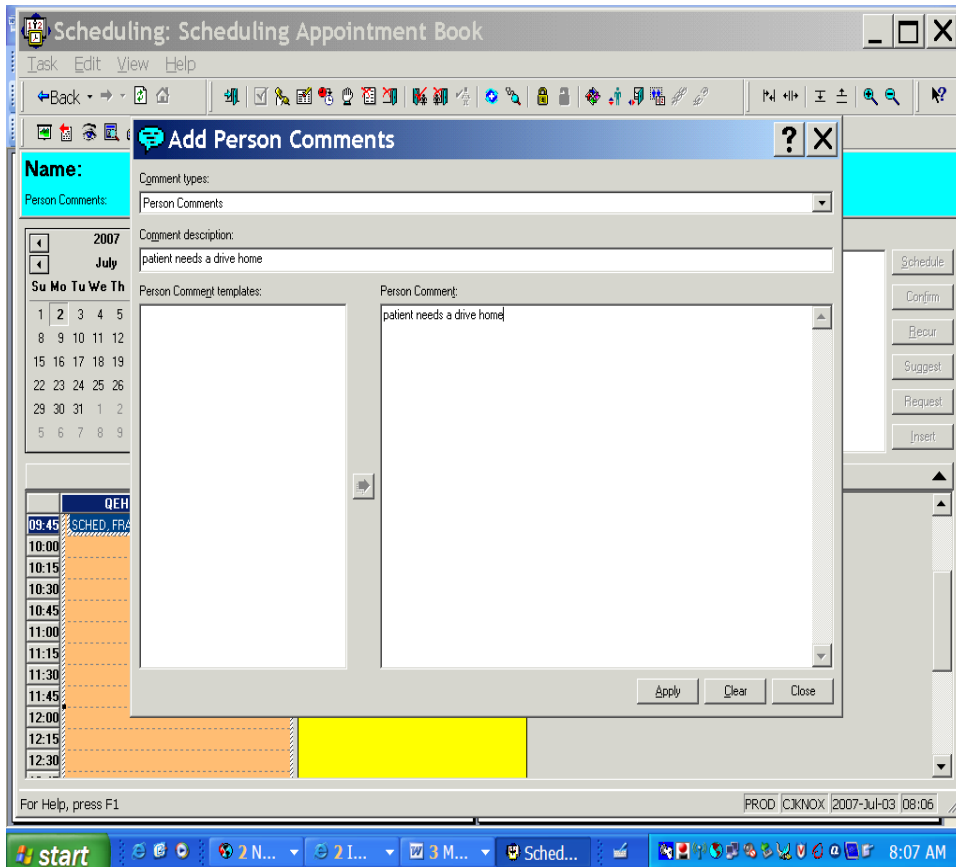 Scheduling: Scheduling Appointment Book
Task Edit View Help
Back
Add Person Comments
Name:
Person Comments:
Comment types:
Person Comments
Comment description:
patient needs a drive home
Person Comment templates:
Person Comment:
patient needs a drive home
2007
July
Su Mo Tu We Th
1 2 3 4 5
8 9 10 11 12
15 16 17 18 19
22 23 24 25 26
29 30 31 1 2
5 6 7 8 9
Schedule
Confirm
Recur
Suggest
Request
Insert
QEH
09:45 SCHED, FRA
10:00
10:15
10:30
10:45
11:00
11:15
11:30
11:45
12:00
12:15
12:30
Apply Clear Close
For Help, press F1 PROD CJKNOX 2007-Jul-03 08:06
start 2 N... 2 I... 3 M... Sched... 8:07 AM